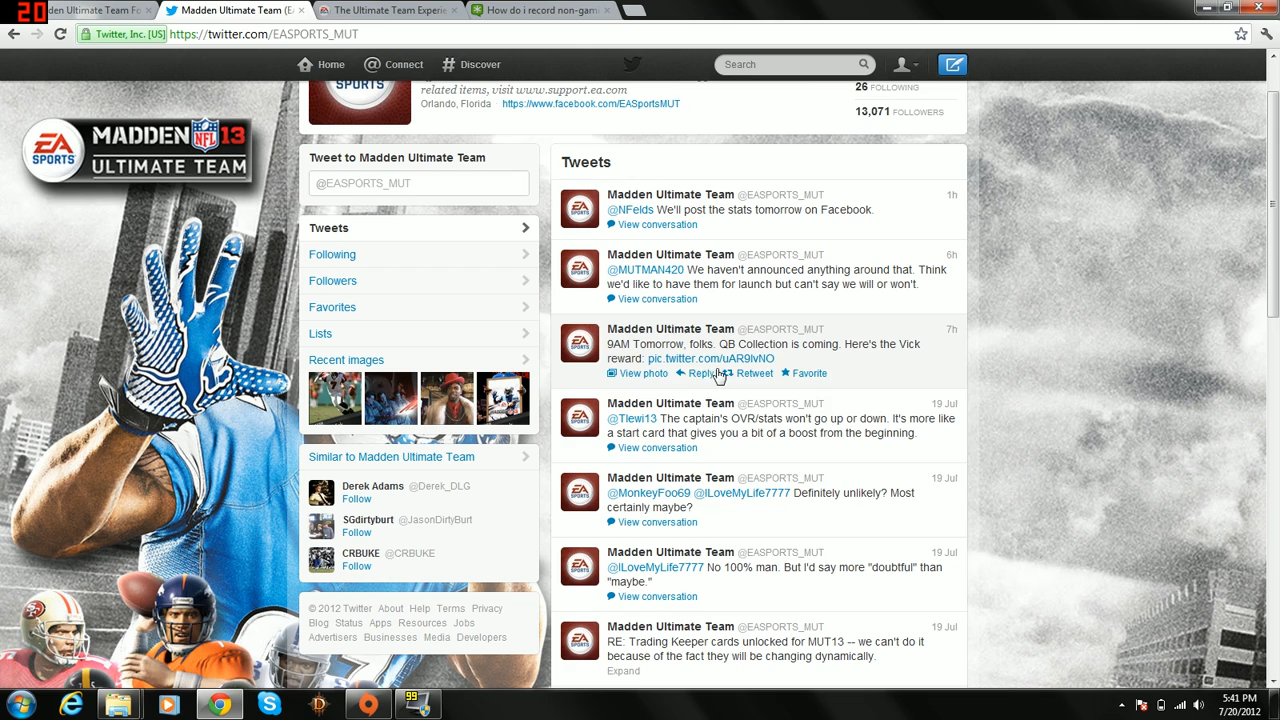 20
den Ultimate Team Fo
Madden Ultimate Team (E
The Ultimate Team Experie
How do i record non-gam
Twitter, Inc. [US]
https://twitter.com/EASPORTS_MUT
Home
@ Connect
# Discover
Search
related items, visit www.support.ea.com
Orlando, Florida · https://www.facebook.com/EASportsMUT
26 FOLLOWING
13,071 FOLLOWERS
EA SPORTS
EA SPORTS
MADDEN NFL 13
ULTIMATE TEAM
Tweet to Madden Ultimate Team
@EASPORTS_MUT
Tweets
Following
Followers
Favorites
Lists
Recent images
Similar to Madden Ultimate Team
Derek Adams @Derek_DLG
Follow
SGdirtyburt @JasonDirtyBurt
Follow
CRBUKE @CRBUKE
Follow
© 2012 Twitter About Help Terms Privacy
Blog Status Apps Resources Jobs
Advertisers Businesses Media Developers
Tweets
Madden Ultimate Team @EASPORTS_MUT 1h
@NFelds We'll post the stats tomorrow on Facebook.
View conversation
Madden Ultimate Team @EASPORTS_MUT 6h
@MUTMAN420 We haven't announced anything around that. Think
we'd like to have them for launch but can't say we will or won't.
View conversation
Madden Ultimate Team @EASPORTS_MUT 7h
9AM Tomorrow, folks. QB Collection is coming. Here's the Vick
reward: pic.twitter.com/uAR9lvNO
View photo Reply Retweet Favorite
Madden Ultimate Team @EASPORTS_MUT 19 Jul
@Tlewi13 The captain's OVR/stats won't go up or down. It's more like
a start card that gives you a bit of a boost from the beginning.
View conversation
Madden Ultimate Team @EASPORTS_MUT 19 Jul
@MonkeyFoo69 @ILoveMyLife7777 Definitely unlikely? Most
certainly maybe?
View conversation
Madden Ultimate Team @EASPORTS_MUT 19 Jul
@ILoveMyLife7777 No 100% man. But I'd say more "doubtful" than
"maybe."
View conversation
Madden Ultimate Team @EASPORTS_MUT 19 Jul
RE: Trading Keeper cards unlocked for MUT13 -- we can't do it
because of the fact they will be changing dynamically.
Expand
99
5:41 PM
7/20/2012